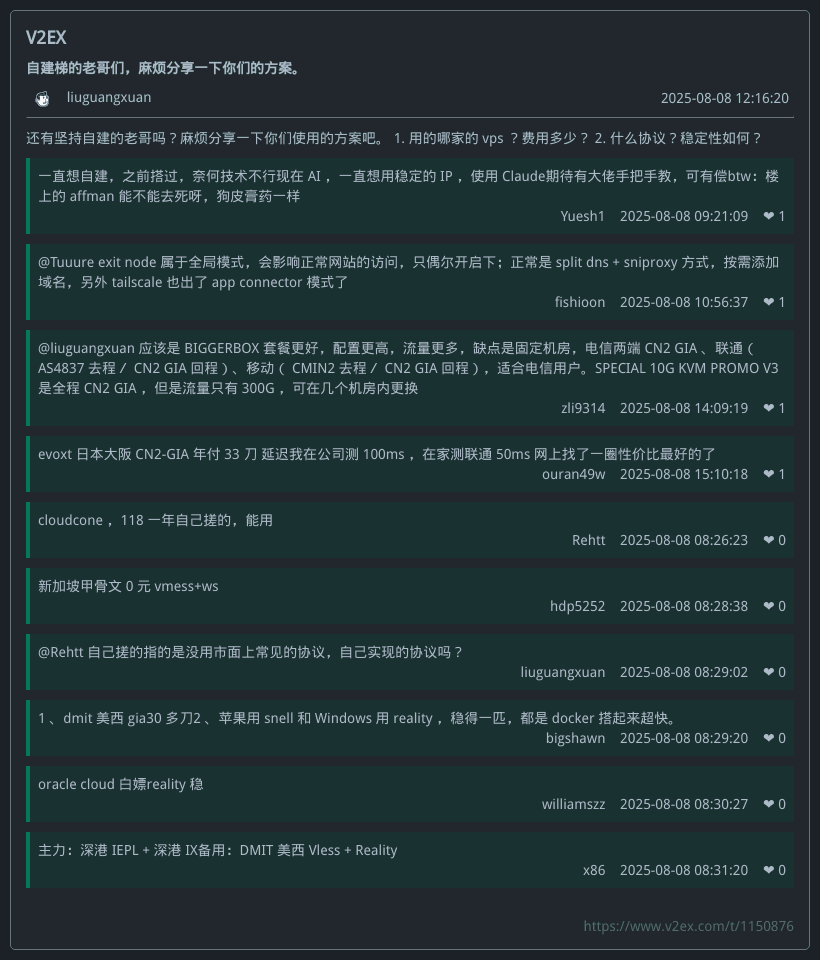 V2EX
自建梯的老哥们，麻烦分享一下你们的方案。
liuguangxuan 2025-08-08 12:16:20
还有坚持自建的老哥吗？麻烦分享一下你们使用的方案吧。 1. 用的哪家的 vps ？费用多少？ 2. 什么协议？稳定性如何？
一直想自建，之前搭过，奈何技术不行现在 AI ，一直想用稳定的 IP ，使用 Claude期待有大佬手把手教，可有偿btw：楼
上的 affman 能不能去死呀，狗皮膏药一样
Yuesh1 2025-08-08 09:21:09 ❤ 1
@Tuuure exit node 属于全局模式，会影响正常网站的访问，只偶尔开启下；正常是 split dns + sniproxy 方式，按需添加
域名，另外 tailscale 也出了 app connector 模式了
fishioon 2025-08-08 10:56:37 ❤ 1
@liuguangxuan 应该是 BIGGERBOX 套餐更好，配置更高，流量更多，缺点是固定机房，电信两端 CN2 GIA 、联通（
AS4837 去程／ CN2 GIA 回程）、移动（ CMIN2 去程／ CN2 GIA 回程），适合电信用户。SPECIAL 10G KVM PROMO V3
是全程 CN2 GIA ，但是流量只有 300G ，可在几个机房内更换
zli9314 2025-08-08 14:09:19 ❤ 1
evoxt 日本大阪 CN2-GIA 年付 33 刀 延迟我在公司测 100ms ，在家测联通 50ms 网上找了一圈性价比最好的了
ouran49w 2025-08-08 15:10:18 ❤ 1
cloudcone ，118 一年自己搓的，能用
Rehtt 2025-08-08 08:26:23 ❤ 0
新加坡甲骨文 0 元 vmess+ws
hdp5252 2025-08-08 08:28:38 ❤ 0
@Rehtt 自己搓的指的是没用市面上常见的协议，自己实现的协议吗？
liuguangxuan 2025-08-08 08:29:02 ❤ 0
1 、dmit 美西 gia30 多刀2 、苹果用 snell 和 Windows 用 reality ，稳得一匹，都是 docker 搭起来超快。
bigshawn 2025-08-08 08:29:20 ❤ 0
oracle cloud 白嫖reality 稳
williamszz 2025-08-08 08:30:27 ❤ 0
主力：深港 IEPL + 深港 IX备用：DMIT 美西 Vless + Reality
x86 2025-08-08 08:31:20 ❤ 0
https://www.v2ex.com/t/1150876